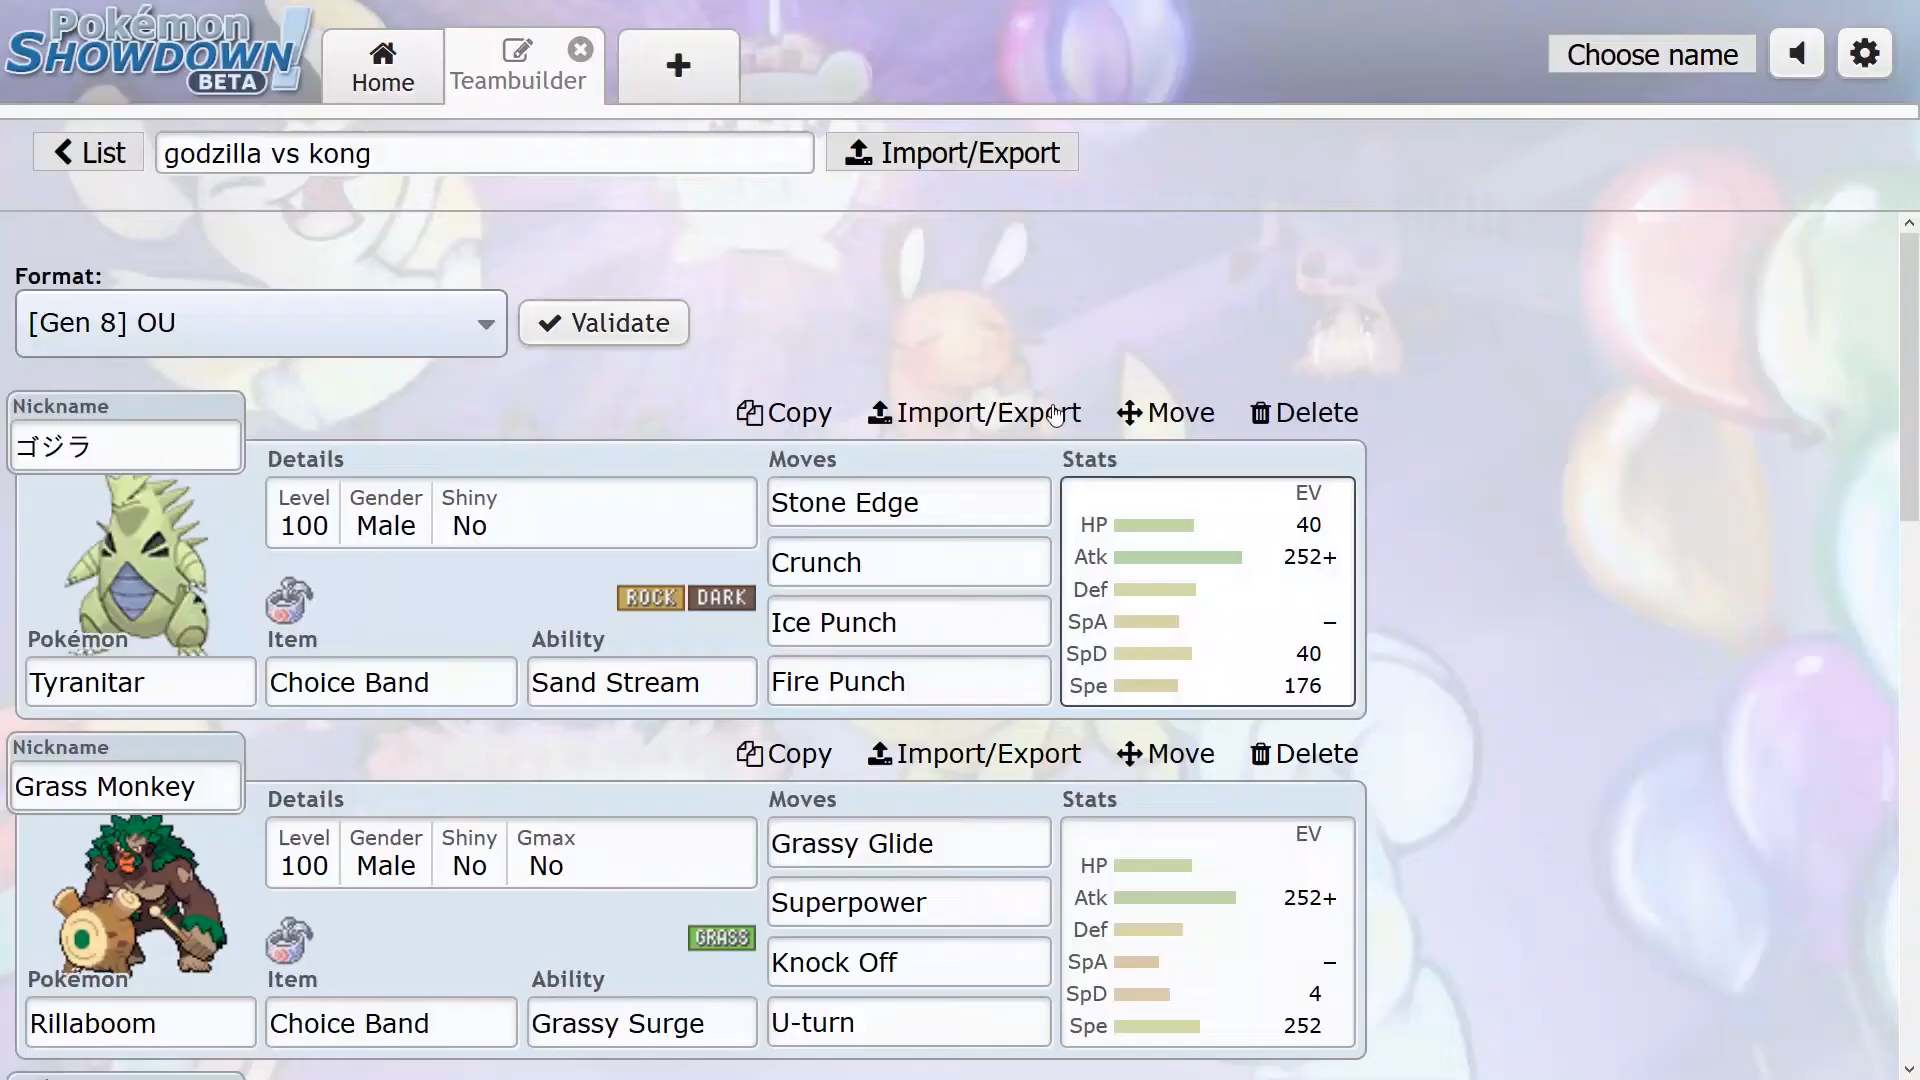 Pokémon
SHOWDOWN!
BETA
Home
Teambuilder
Choose name
List
godzilla vs kong
Import/Export
Format:
[Gen 8] OU
Validate
Nickname
ゴジラ
Copy
Import/Export
Move
Delete
Details
Moves
Stats
Level
Gender
Shiny
100
Male
No
ROCK
DARK
Pokémon
Item
Ability
Tyranitar
Choice Band
Sand Stream
Stone Edge
Crunch
Ice Punch
Fire Punch
EV
HP 40
Atk 252+
Def
SpA −
SpD 40
Spe 176
Nickname
Grass Monkey
Copy
Import/Export
Move
Delete
Details
Moves
Stats
Level
Gender
Shiny
Gmax
100
Male
No
No
GRASS
Pokémon
Item
Ability
Rillaboom
Choice Band
Grassy Surge
Grassy Glide
Superpower
Knock Off
U-turn
EV
HP
Atk 252+
Def
SpA −
SpD 4
Spe 252